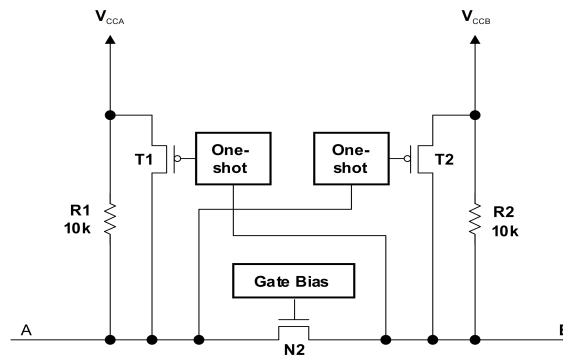 VCCA
VCCB
One-
shot
One-
shot
T1
T2
R1
10k
R2
10k
Gate Bias
A
B
N2